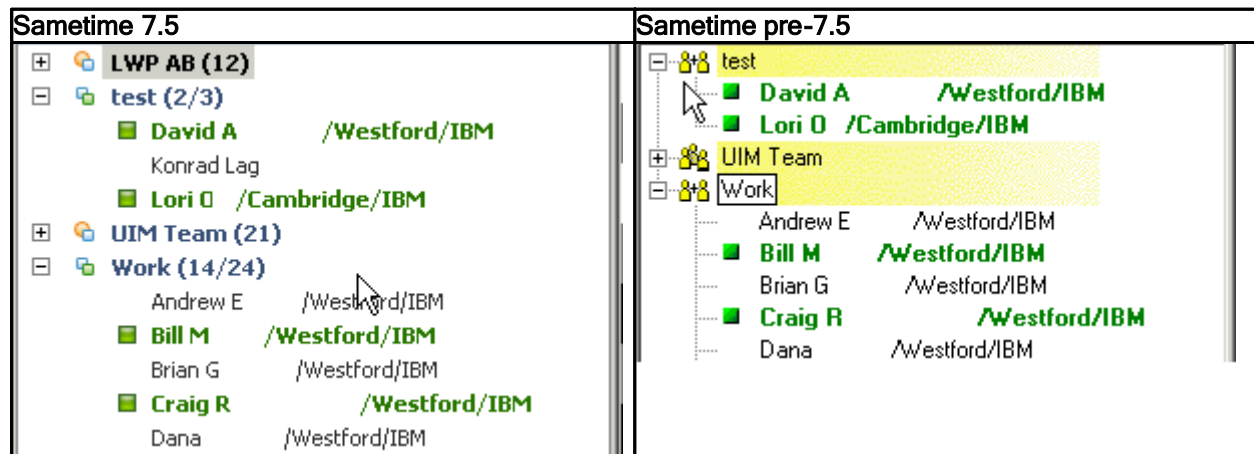 Sametime 7.5
LWP AB (12)
test (2/3)
David A /Westford/IBM
Konrad Lag
Lori O /Cambridge/IBM
UIM Team (21)
Work (14/24)
Andrew E /Westford/IBM
Bill M /Westford/IBM
Brian G /Westford/IBM
Craig R /Westford/IBM
Dana /Westford/IBM
Sametime pre-7.5
test
David A /Westford/IBM
Lori O /Cambridge/IBM
UIM Team
Work
Andrew E /Westford/IBM
Bill M /Westford/IBM
Brian G /Westford/IBM
Craig R /Westford/IBM
Dana /Westford/IBM